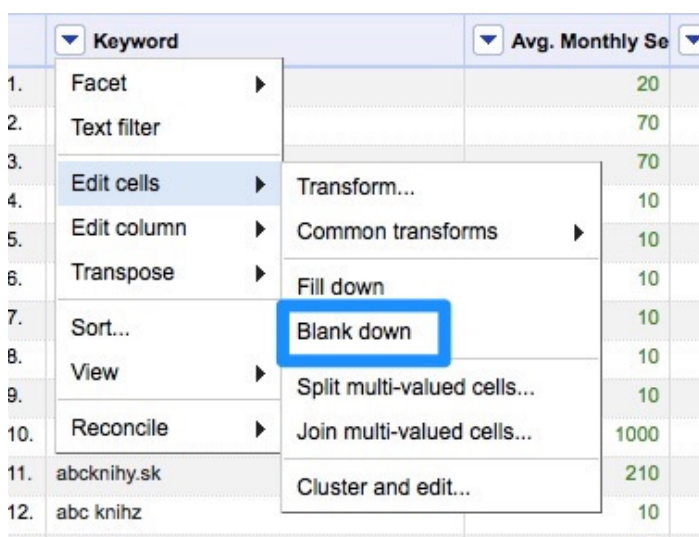 Keyword
Avg. Monthly Se
1.
Facet
20
2.
Text filter
70
3.
70
Edit cells
Transform...
4.
10
Edit column
Common transforms
5.
10
6.
Transpose
Fill down
10
7.
Sort...
Blank down
10
8.
View
10
9.
Split multi-valued cells...
10
10.
Reconcile
Join multi-valued cells...
1000
11.
abcknihy.sk
210
Cluster and edit...
12.
abc knihz
10